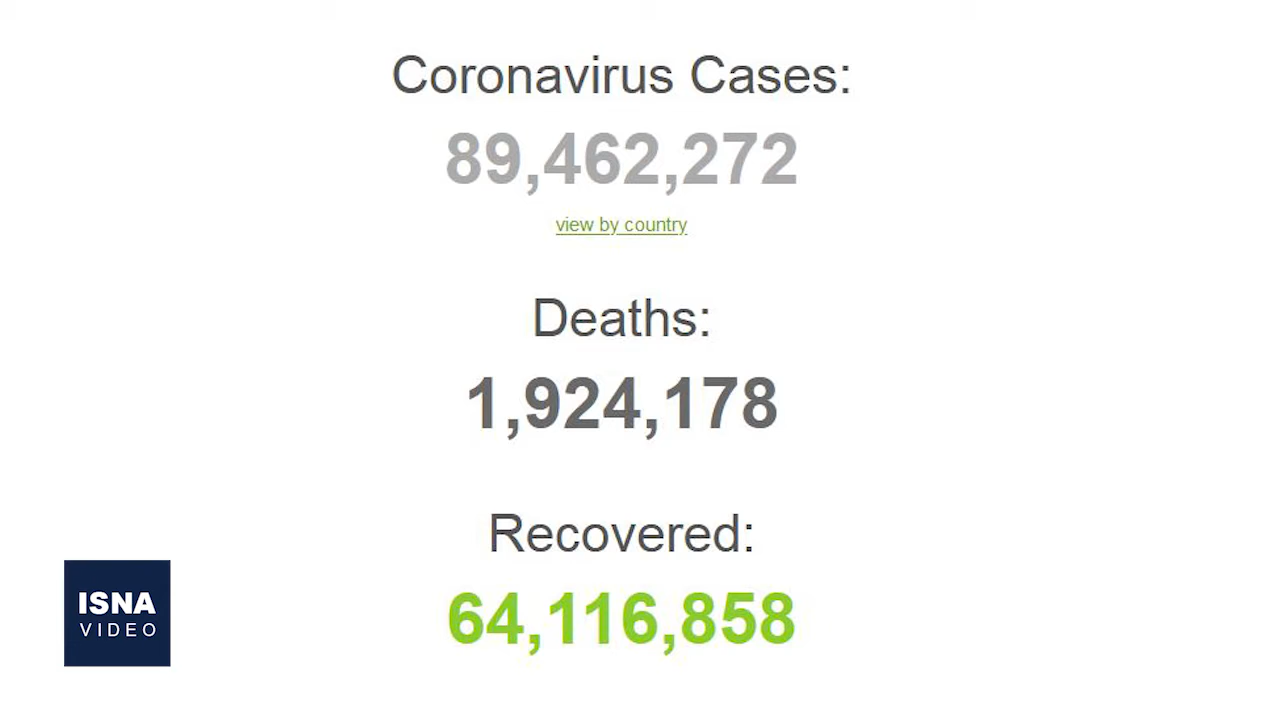 Coronavirus Cases:
89,462,272
view by country
Deaths:
1,924,178
Recovered:
64,116,858
ISNA
VIDEO